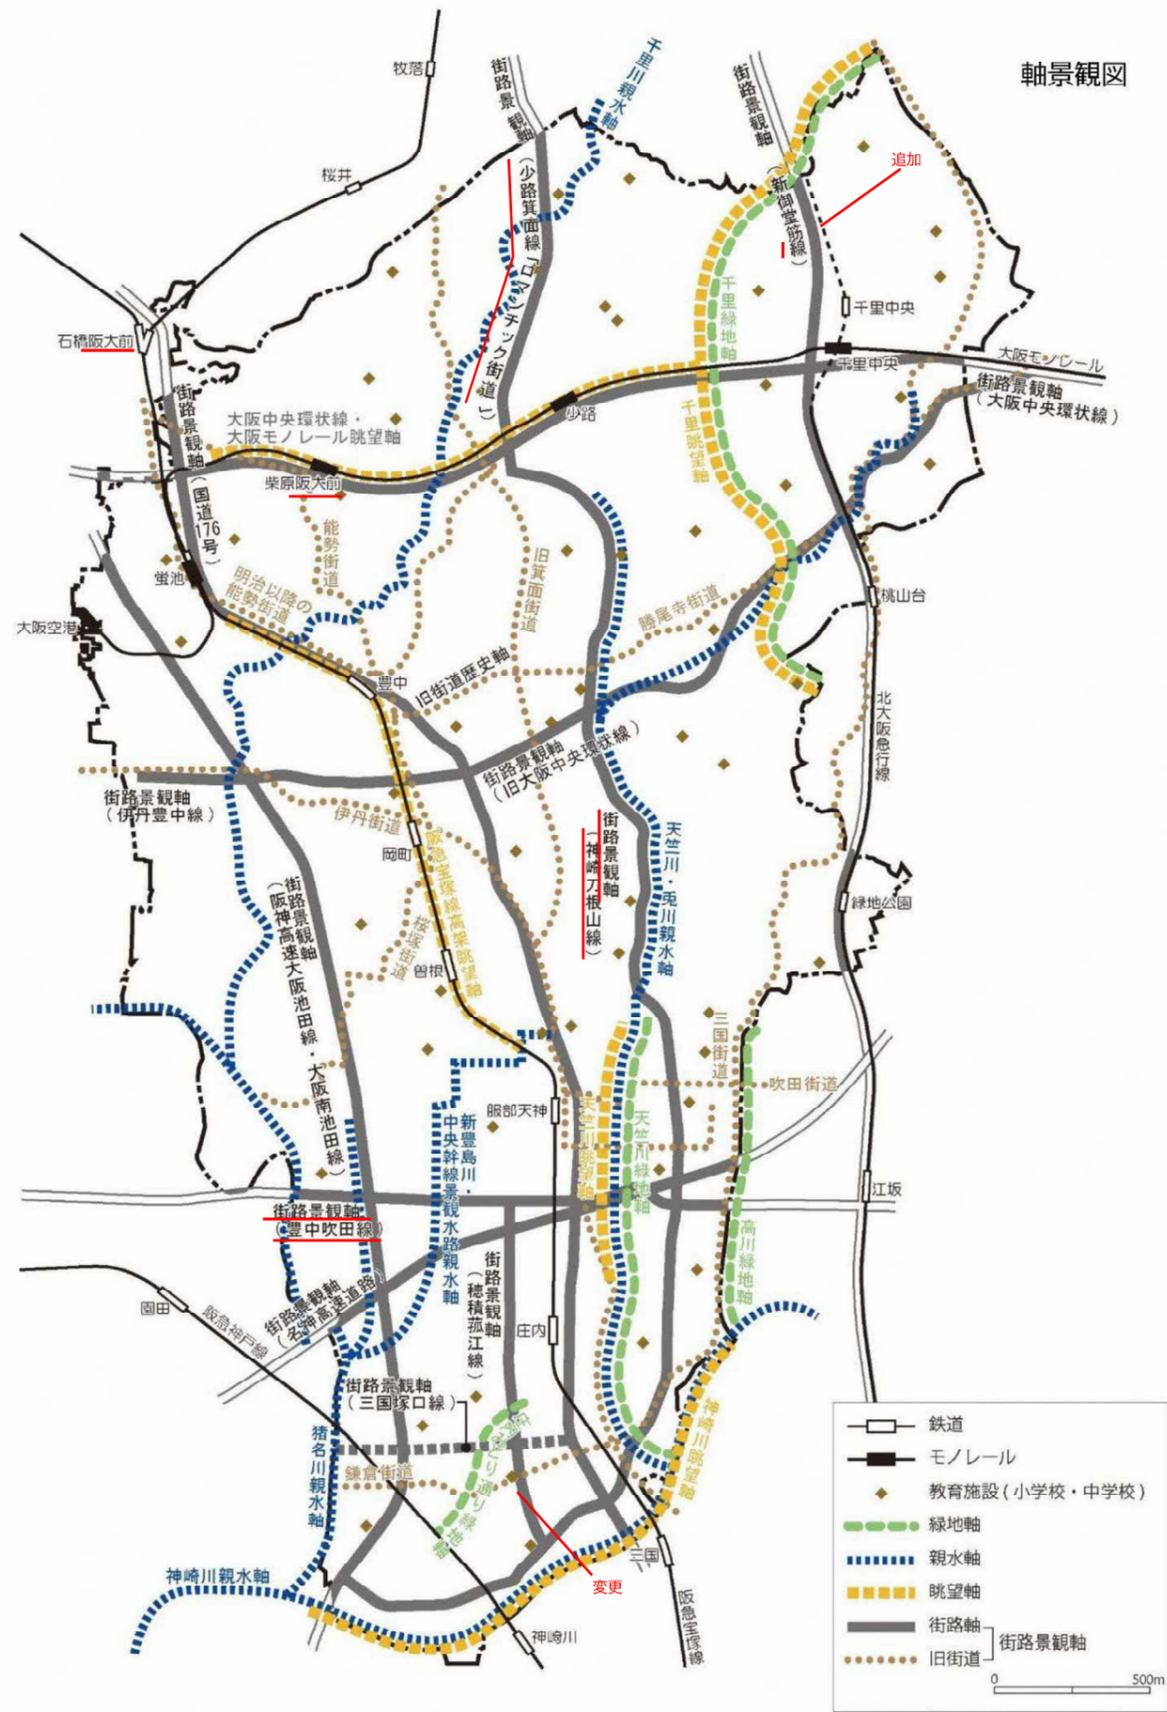 軸景観図
牧落
街路景観軸
（少路箕面線「ロマンチック街道」）
千里川親水軸
街路景観軸
（新御堂筋線）
追加
桜井
石橋阪大前
千里緑地軸
千里中央
千里中央
大阪モノレール
街路景観軸
（大阪中央環状線）
街路景観軸
（国道176号）
大阪中央環状線・
大阪モノレール眺望軸
少路
千里眺望軸
柴原阪大前
能勢街道
旧箕面街道
蛍池
明治以降の
能勢街道
勝尾寺街道
桃山台
大阪空港
豊中
旧街道歴史軸
北大阪急行線
街路景観軸
（旧大阪中央環状線）
街路景観軸
（伊丹豊中線）
伊丹街道
岡町
阪急宝塚線高架眺望軸
街路景観軸
（神崎刀根山線）
天竺川・兎川親水軸
緑地公園
街路景観軸
（阪神高速大阪池田線・大阪南池田線）
桜塚街道
曽根
三国街道
吹田街道
服部天神
新豊島川・
中央幹線景観水路親水軸
天竺川眺望軸
天竺川緑地軸
江坂
街路景観軸
（豊中吹田線）
高川緑地軸
街路景観軸
（穂積菰江線）
園田
阪急神戸線
街路景観軸
（名神高速道路）
庄内
街路景観軸
（三国塚口線）
猪名川親水軸
鎌倉街道
神崎川眺望軸
神崎川親水軸
変更
三国
神崎川
阪急宝塚線
鉄道
モノレール
教育施設(小学校・中学校)
緑地軸
親水軸
眺望軸
街路軸
旧街道
街路景観軸
0 500m